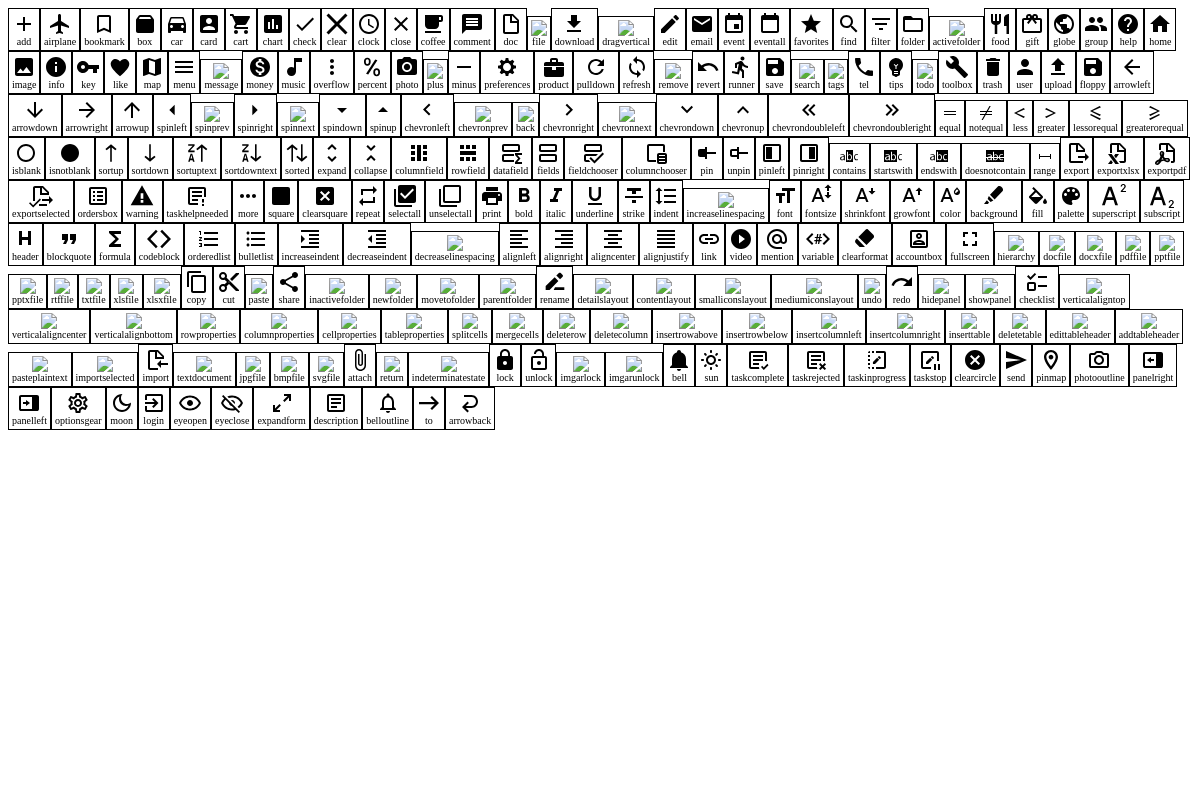 add airplane bookmark box car card cart chart check clear clock close coffee comment doc file download dragvertical edit email event eventall favorites find filter folder activefolder food gift globe group help home
image info key like map menu message money music overflow percent photo plus minus preferences product pulldown refresh remove revert runner save search tags tel tips todo toolbox trash user upload floppy arrowleft
arrowdown arrowright arrowup spinleft spinprev spinright spinnext spindown spinup chevronleft chevronprev back chevronright chevronnext chevrondown chevronup chevrondoubleleft chevrondoubleright equal notequal less greater lessorequal greaterorequal
isblank isnotblank sortup sortdown sortuptext sortdowntext sorted expand collapse columnfield rowfield datafield fields fieldchooser columnchooser pin unpin pinleft pinright contains startswith endswith doesnotcontain range export exportxlsx exportpdf
exportselected ordersbox warning taskhelpneeded more square clearsquare repeat selectall unselectall print bold italic underline strike indent increaselinespacing font fontsize shrinkfont growfont color background fill palette superscript subscript
header blockquote formula codeblock orderedlist bulletlist increaseindent decreaseindent decreaselinespacing alignleft alignright aligncenter alignjustify link video mention variable clearformat accountbox fullscreen hierarchy docfile docxfile pdffile pptfile
pptxfile rtffile txtfile xlsfile xlsxfile copy cut paste share inactivefolder newfolder movetofolder parentfolder rename detailslayout contentlayout smalliconslayout mediumiconslayout undo redo hidepanel showpanel checklist verticalaligntop
verticalaligncenter verticalalignbottom rowproperties columnproperties cellproperties tableproperties splitcells mergecells deleterow deletecolumn insertrowabove insertrowbelow insertcolumnleft insertcolumnright inserttable deletetable edittableheader addtableheader
pasteplaintext importselected import textdocument jpgfile bmpfile svgfile attach return indeterminatestate lock unlock imgarlock imgarunlock bell sun taskcomplete taskrejected taskinprogress taskstop clearcircle send pinmap photooutline panelright
panelleft optionsgear moon login eyeopen eyeclose expandform description belloutline to arrowback